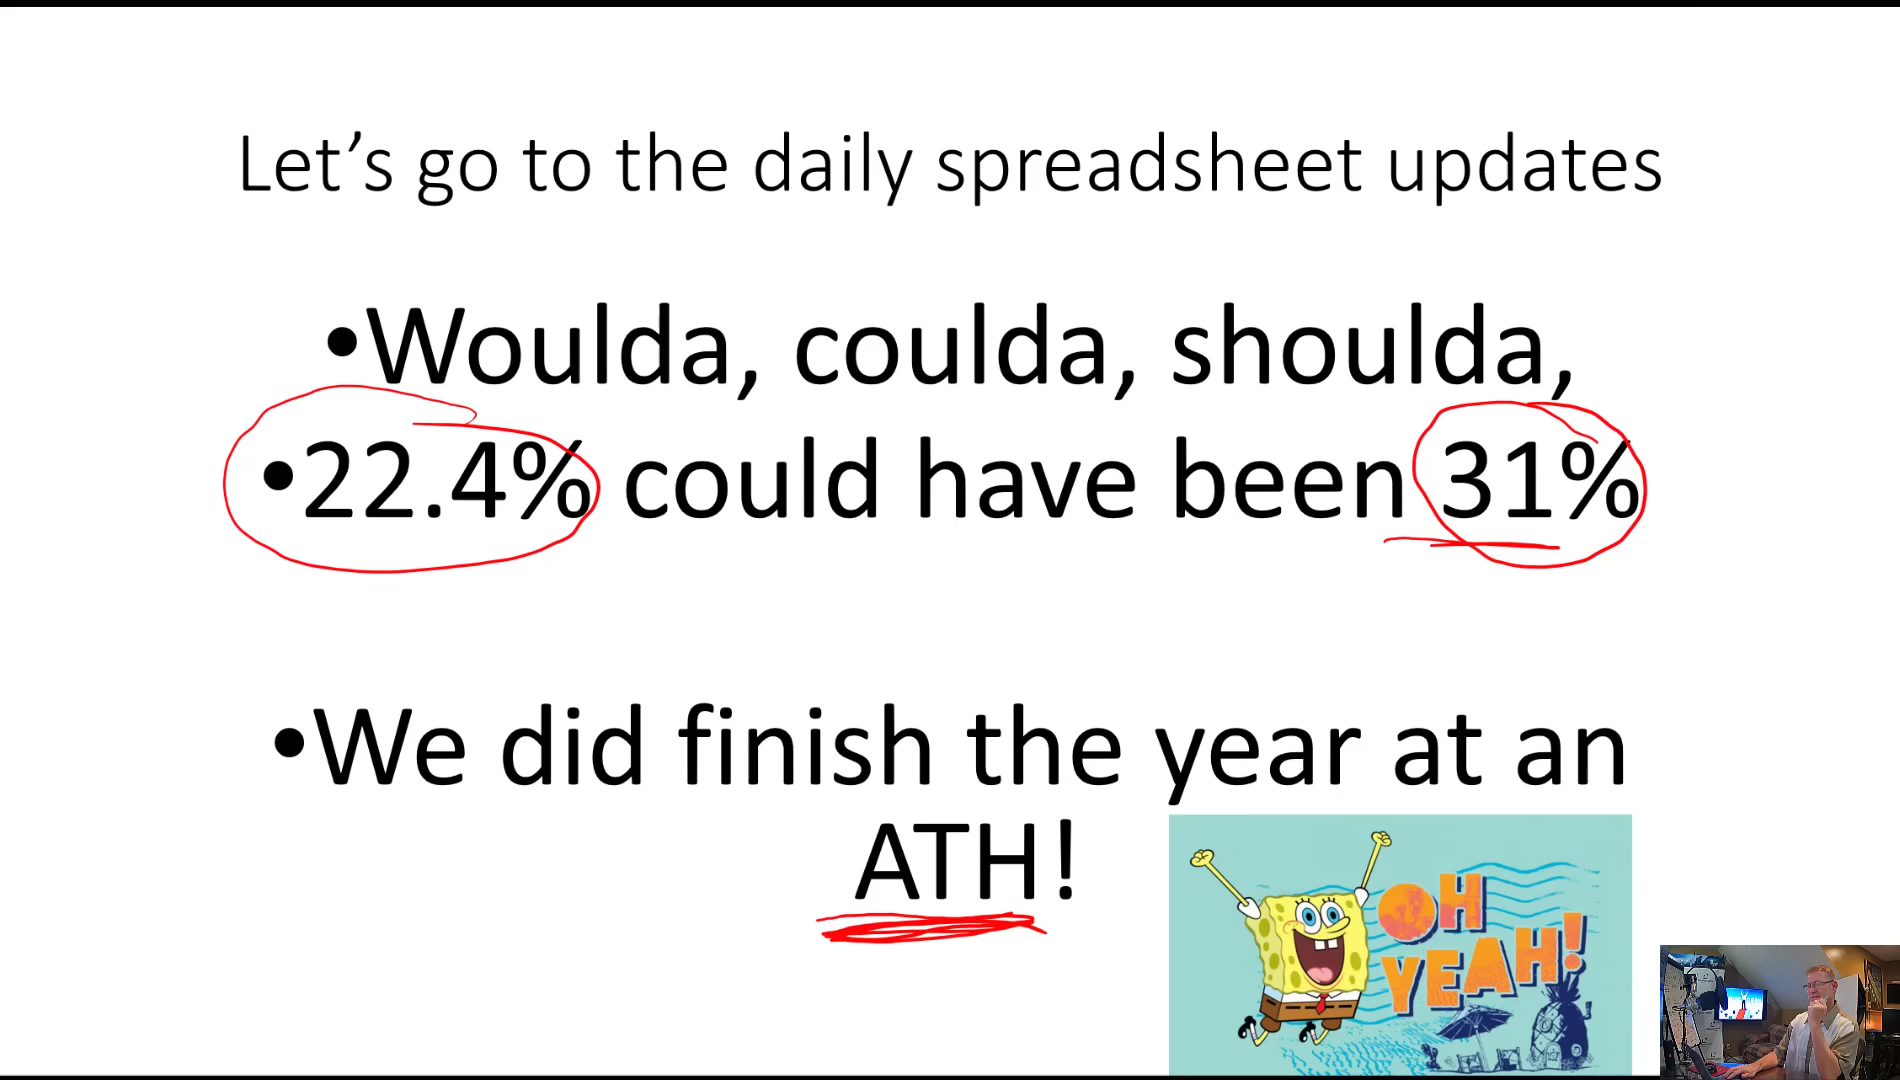 Let’s go to the daily spreadsheet updates
•Woulda, coulda, shoulda,
•22.4% could have been 31%
•We did finish the year at an
ATH!
OH
YEAH!